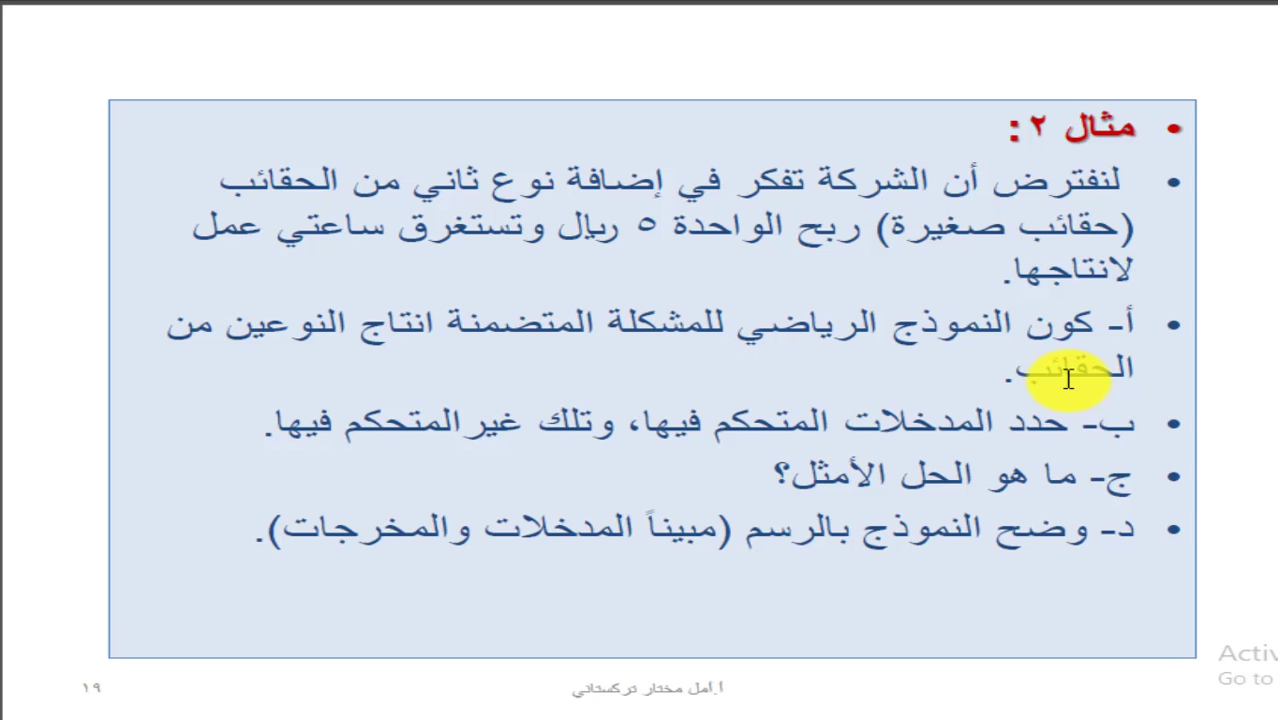 • مثال ٢ :
• لنفترض أن الشركة تفكر في إضافة نوع ثاني من الحقائب
(حقائب صغيرة) ربح الواحدة ٥ ريال وتستغرق ساعتي عمل
لانتاجها.
• أ- كون النموذج الرياضي للمشكلة المتضمنة انتاج النوعين من
الحقائب.
• ب- حدد المدخلات المتحكم فيها، وتلك غيرالمتحكم فيها.
• ج- ما هو الحل الأمثل؟
• د- وضح النموذج بالرسم (مبيناً المدخلات والمخرجات).
Activ
Go to
ا.امل مختار تركستاني
١٩